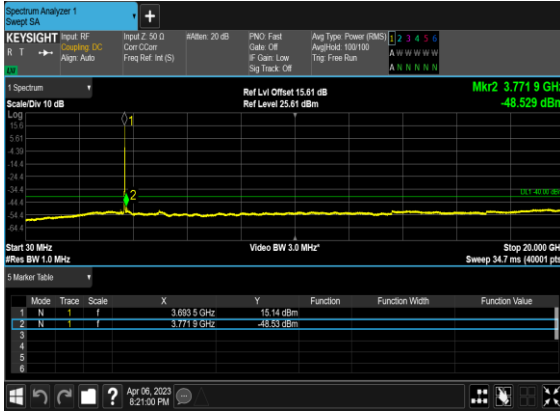 Spectrum Analyzer 1
Swept SA
+
KEYSIGHT Input: RF Input Z: 50 Ω #Atten: 20 dB PNO: Fast Avg Type: Power (RMS) 1 2 3 4 5 6
R T Coupling: DC Corr CCorr Gate: Off Avg|Hold: 100/100 A W W W W W
Align: Auto Freq Ref: Int (S) IF Gain: Low Trig: Free Run A N N N N N
Sig Track: Off
1 Spectrum
Scale/Div 10 dB
Ref Lvl Offset 15.61 dB
Ref Level 25.61 dBm
Mkr2 3.771 9 GHz
-48.529 dBm
Log
15.6
5.61
-4.39
-14.4
-24.4
-34.4
-44.4
-54.4
1
2
DL1 -40.00 dBm
Start 30 MHz Video BW 3.0 MHz* Stop 20.000 GHz
#Res BW 1.0 MHz Sweep 34.7 ms (40001 pts)
5 Marker Table
Mode Trace Scale X Y Function Function Width Function Value
1 N 1 f 3.693 5 GHz 15.14 dBm
2 N 1 f 3.771 9 GHz -48.53 dBm
3
4
5
6
?
Apr 06, 2023
8:21:00 PM